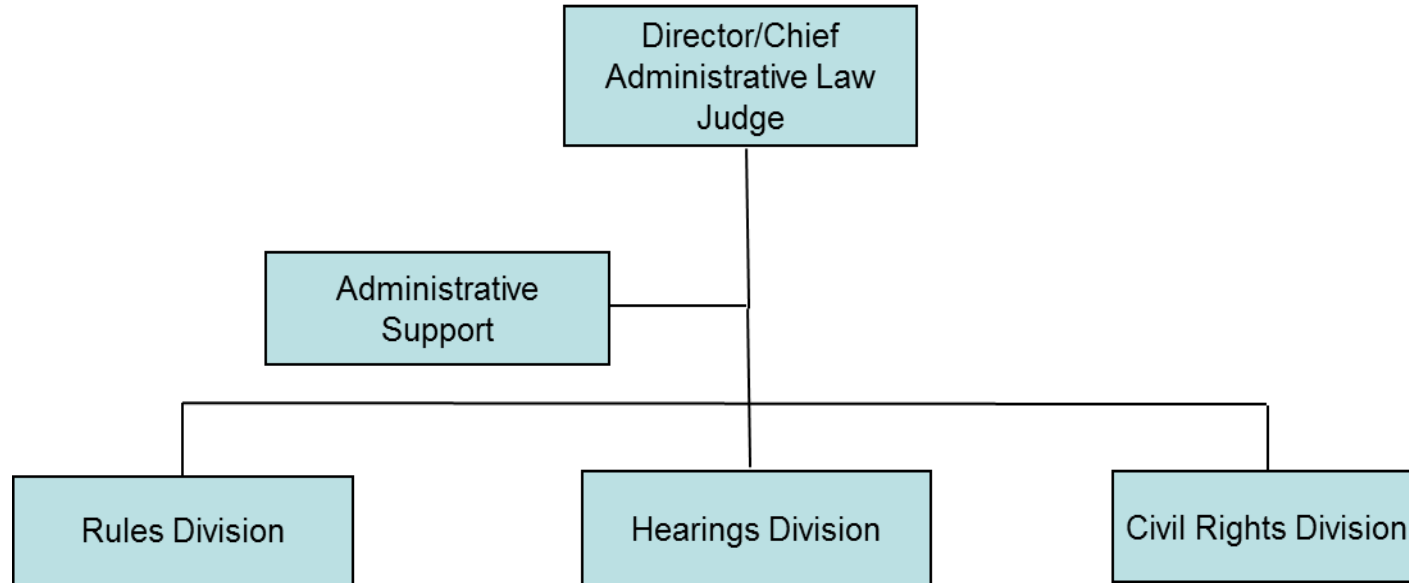 Director/Chief
Administrative Law
Judge
Administrative
Support
Rules Division
Hearings Division
Civil Rights Division